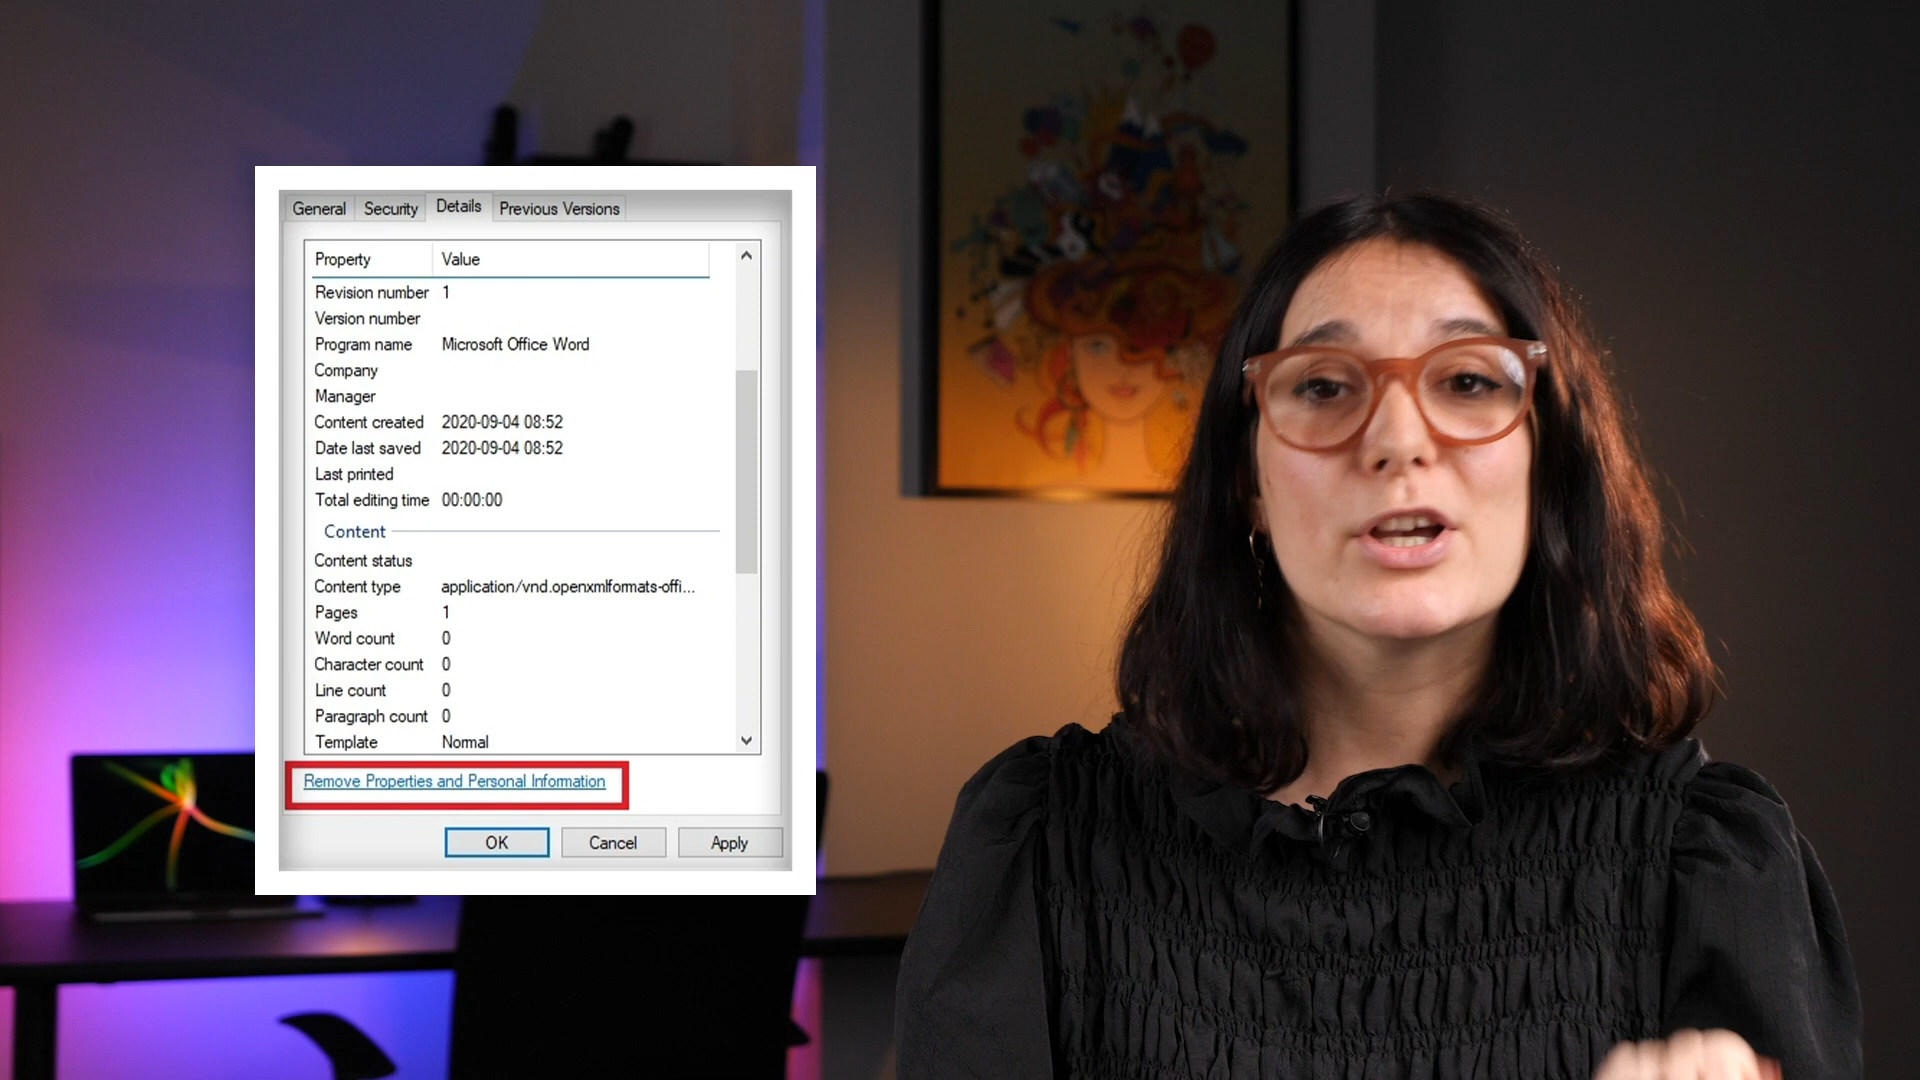 General Security Details Previous Versions
Property Value
Revision number 1
Version number
Program name Microsoft Office Word
Company
Manager
Content created 2020-09-04 08:52
Date last saved 2020-09-04 08:52
Last printed
Total editing time 00:00:00
Content
Content status
Content type application/vnd.openxmlformats-offi...
Pages 1
Word count 0
Character count 0
Line count 0
Paragraph count 0
Template Normal
Remove Properties and Personal Information
OK Cancel Apply